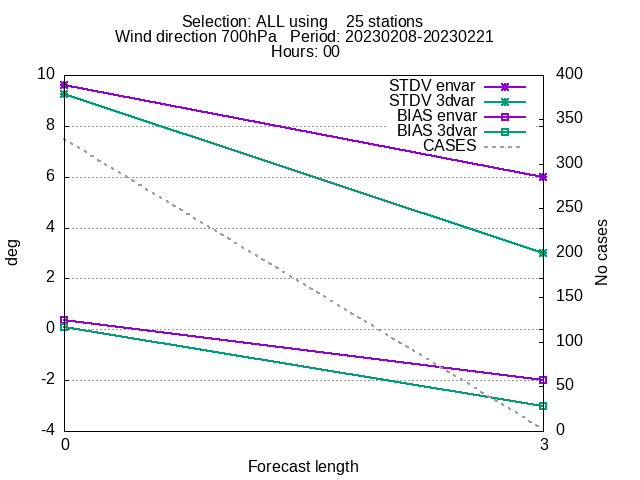 Selection: ALL using    25 stations
Wind direction 700hPa   Period: 20230208-20230221
Hours: 00
10
8
6
4
2
0
-2
-4
deg
400
350
300
250
200
150
100
50
0
No cases
STDV envar
STDV 3dvar
BIAS envar
BIAS 3dvar
CASES
0
3
Forecast length